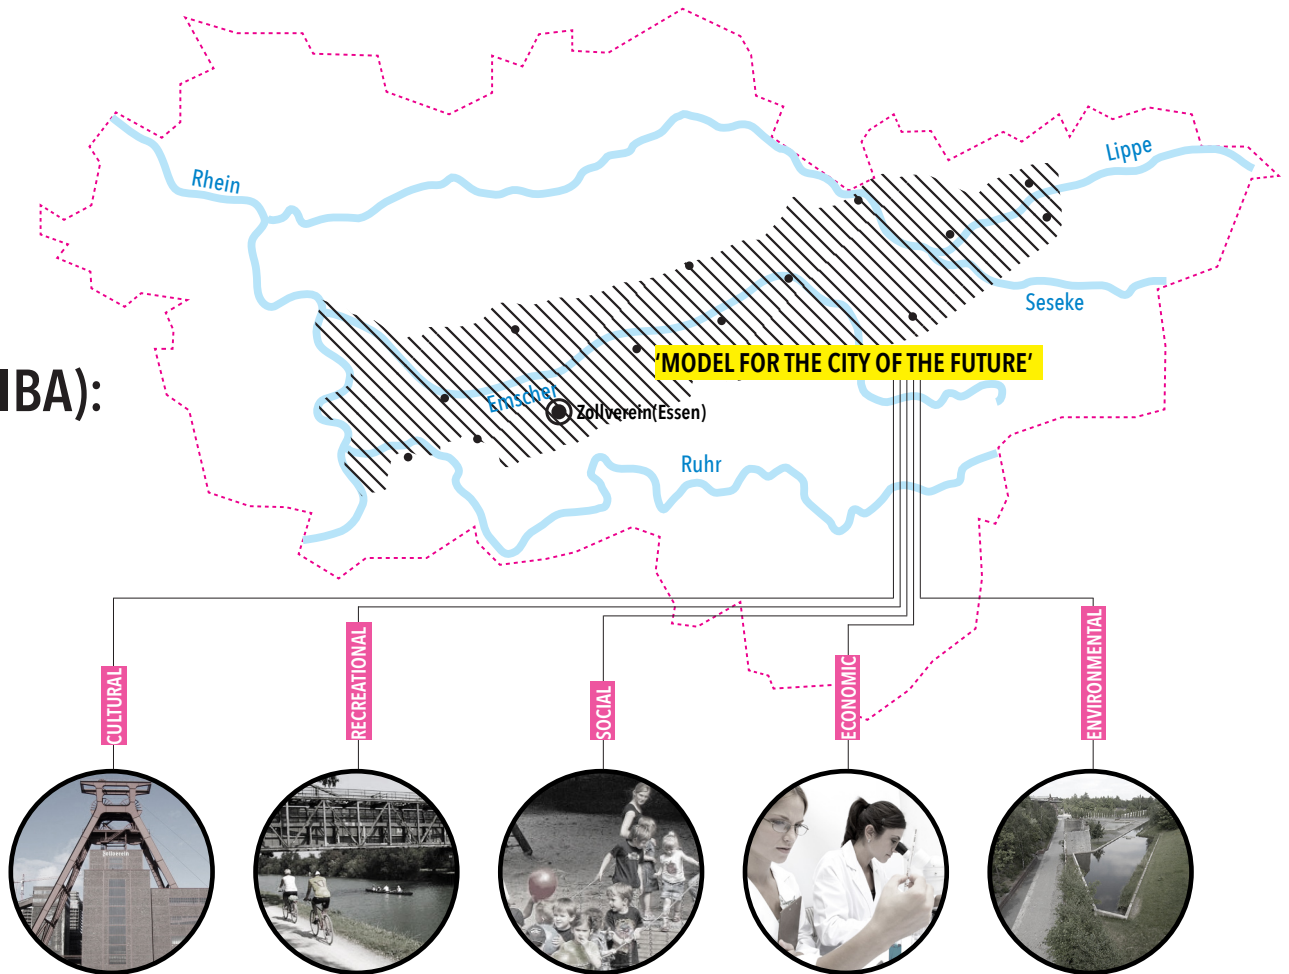 Rhein
Lippe
Seseke
'MODEL FOR THE CITY OF THE FUTURE'
IBA):
Emscher
Zollverein(Essen)
Ruhr
CULTURAL
RECREATIONAL
SOCIAL
ECONOMIC
ENVIRONMENTAL
Zollverein